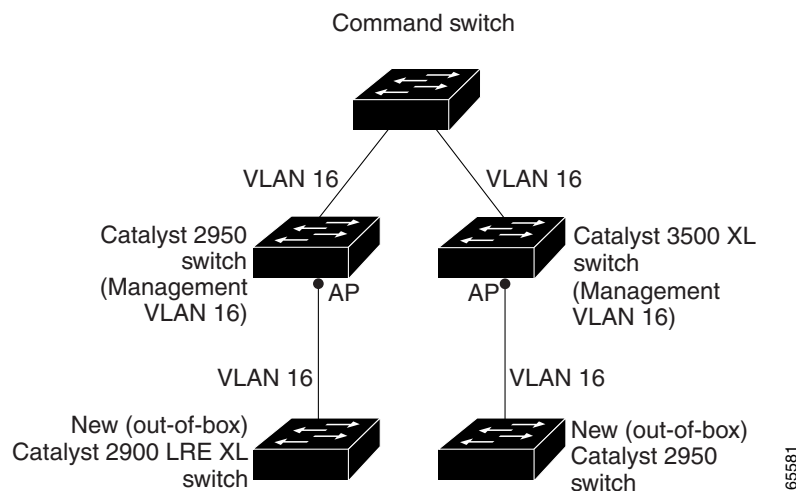 Command switch
VLAN 16
VLAN 16
Catalyst 2950
switch
(Management
VLAN 16)
AP
AP
Catalyst 3500 XL
switch
(Management
VLAN 16)
VLAN 16
VLAN 16
New (out-of-box)
Catalyst 2900 LRE XL
switch
New (out-of-box)
Catalyst 2950
switch
65581